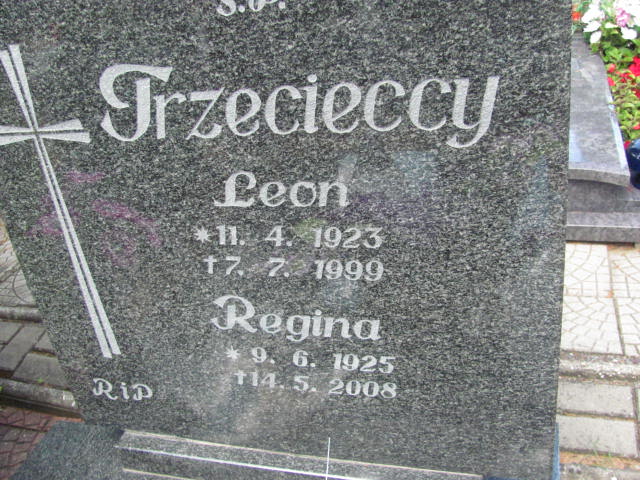 Ś.P.
Trzecieccy
Leon
*11. 4. 1923
†7. 7. 1999
Regina
* 9. 6. 1925
†14. 5. 2008
RiP